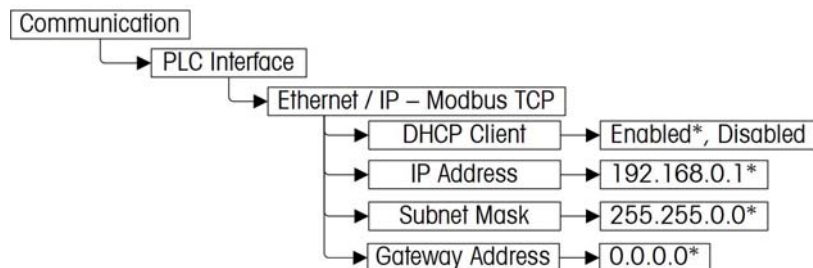 Communication
PLC Interface
Ethernet / IP – Modbus TCP
DHCP Client Enabled*, Disabled
IP Address 192.168.0.1*
Subnet Mask 255.255.0.0*
Gateway Address 0.0.0.0*